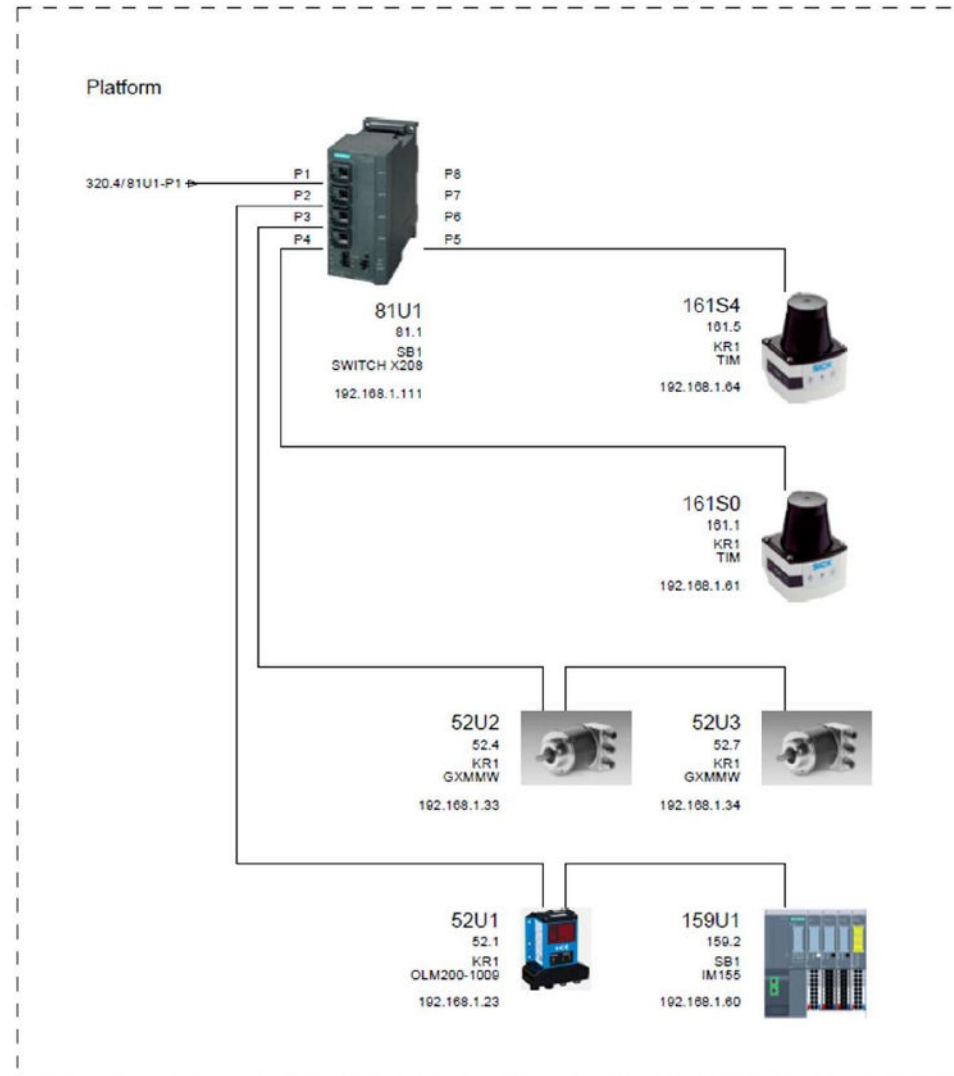 Platform
320.4/81U1-P1
P1
P2
P3
P4
P8
P7
P6
P5
81U1
81.1
SB1
SWITCH X208
192.168.1.111
161S4
161.5
KR1
TIM
192.168.1.64
SICK
161S0
161.1
KR1
TIM
192.168.1.61
SICK
52U2
52.4
KR1
GXMMW
192.168.1.33
52U3
52.7
KR1
GXMMW
192.168.1.34
52U1
52.1
KR1
OLM200-1009
192.168.1.23
159U1
159.2
SB1
IM155
192.168.1.60